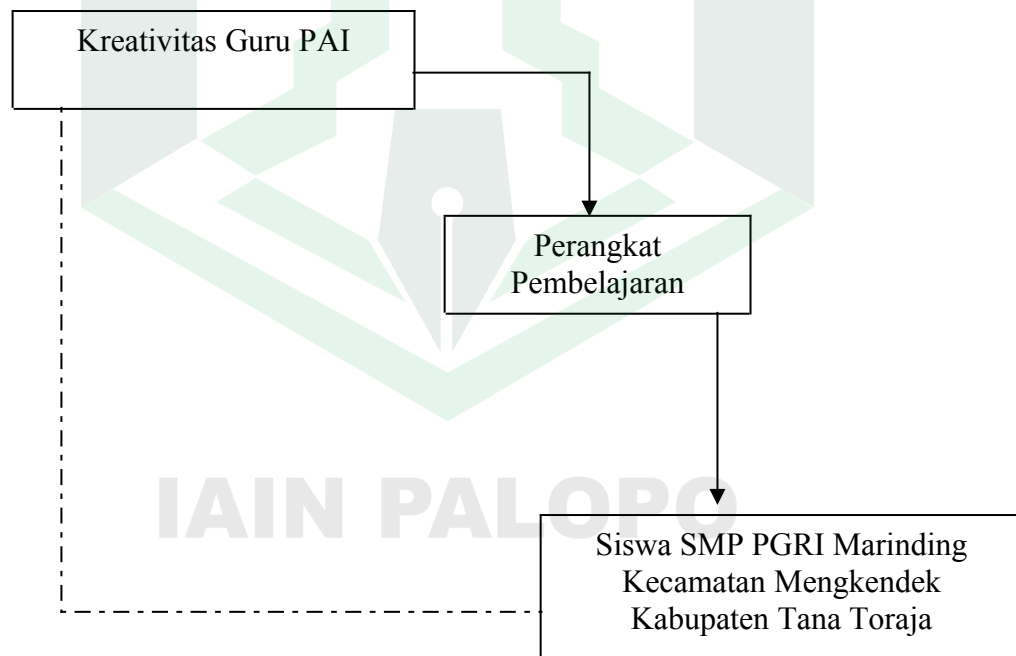 Kreativitas Guru PAI
Perangkat
Pembelajaran
IAIN PALOPO
Siswa SMP PGRI Marinding
Kecamatan Mengkendek
Kabupaten Tana Toraja